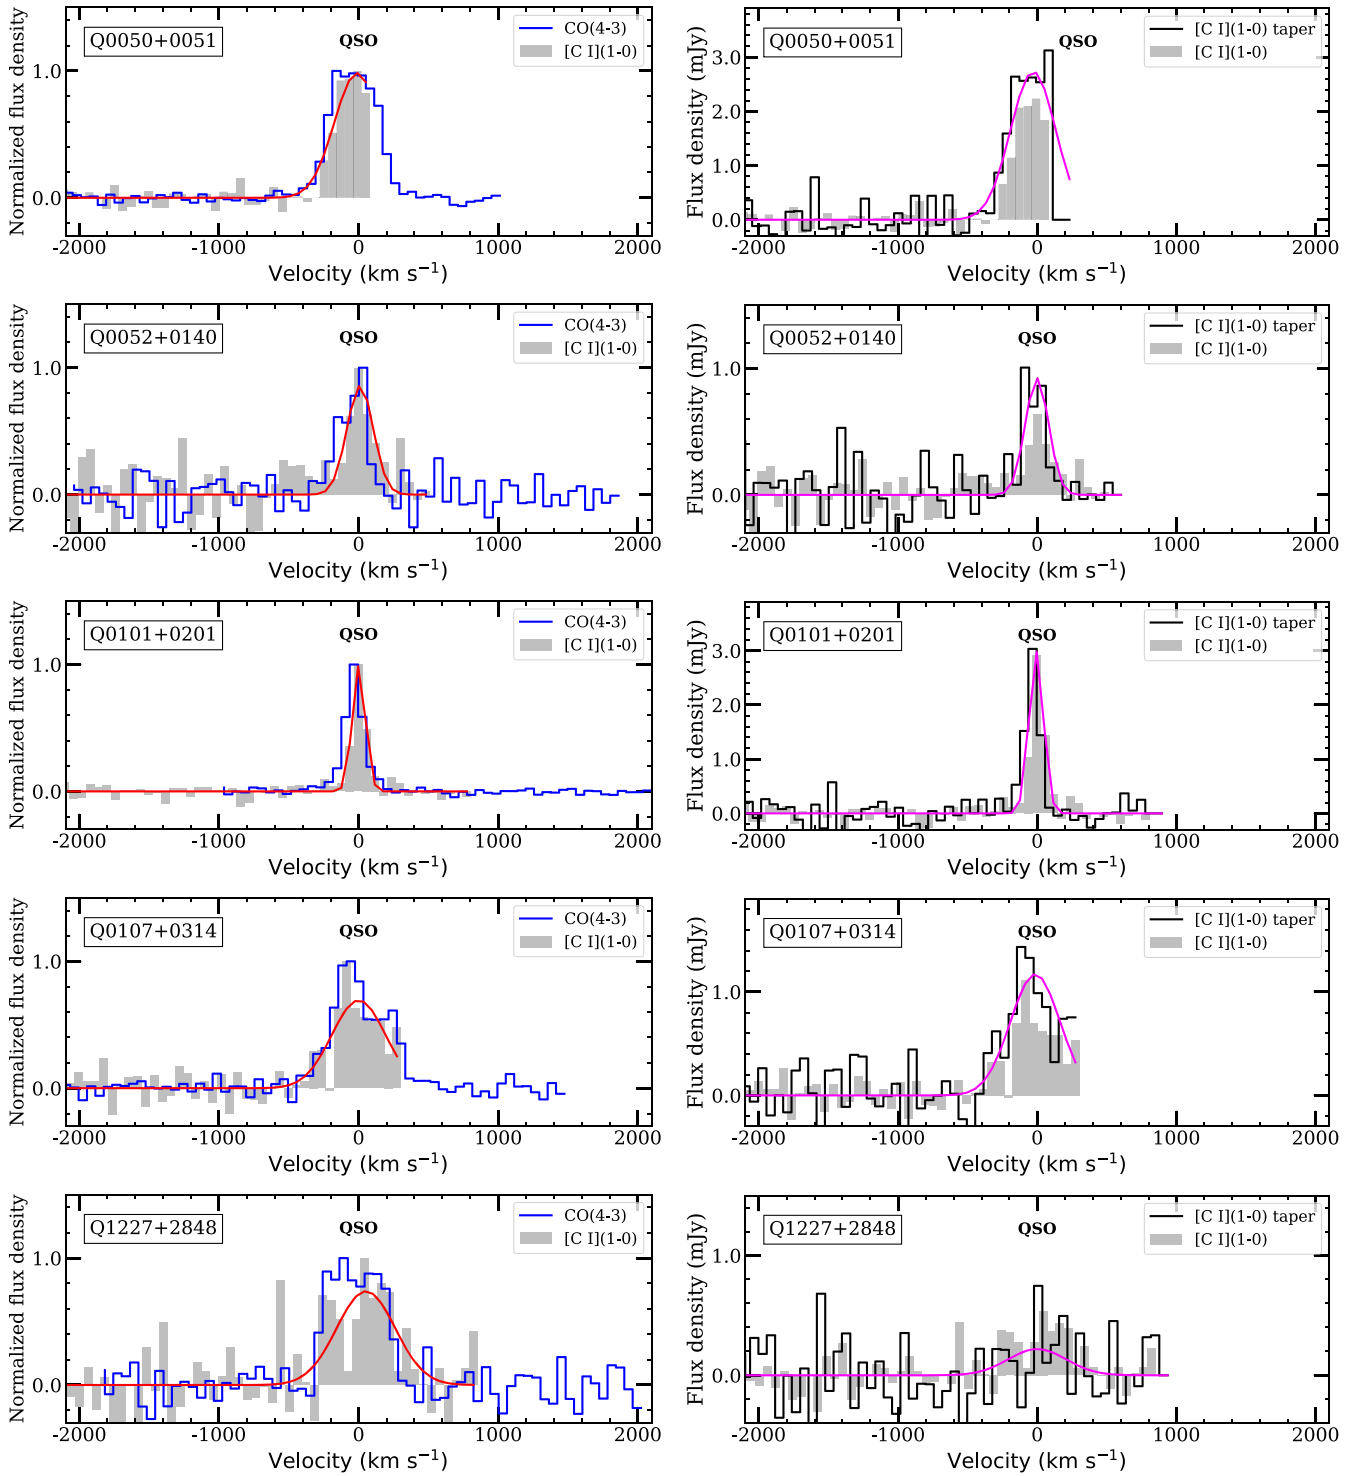 Normalized flux density
Q0050+0051
QSO
CO(4-3)
[C I](1-0)
1.0
0.0
-2000 -1000 0 1000 2000
Velocity (km s⁻¹)
Flux density (mJy)
Q0050+0051
QSO
[C I](1-0) taper
[C I](1-0)
3.0
2.0
1.0
0.0
-2000 -1000 0 1000 2000
Velocity (km s⁻¹)
Normalized flux density
Q0052+0140
QSO
CO(4-3)
[C I](1-0)
1.0
0.0
-2000 -1000 0 1000 2000
Velocity (km s⁻¹)
Flux density (mJy)
Q0052+0140
QSO
[C I](1-0) taper
[C I](1-0)
1.0
0.0
-2000 -1000 0 1000 2000
Velocity (km s⁻¹)
Normalized flux density
Q0101+0201
QSO
CO(4-3)
[C I](1-0)
1.0
0.0
-2000 -1000 0 1000 2000
Velocity (km s⁻¹)
Flux density (mJy)
Q0101+0201
QSO
[C I](1-0) taper
[C I](1-0)
3.0
2.0
1.0
0.0
-2000 -1000 0 1000 2000
Velocity (km s⁻¹)
Normalized flux density
Q0107+0314
QSO
CO(4-3)
[C I](1-0)
1.0
0.0
-2000 -1000 0 1000 2000
Velocity (km s⁻¹)
Flux density (mJy)
Q0107+0314
QSO
[C I](1-0) taper
[C I](1-0)
1.0
0.0
-2000 -1000 0 1000 2000
Velocity (km s⁻¹)
Normalized flux density
Q1227+2848
QSO
CO(4-3)
[C I](1-0)
1.0
0.0
-2000 -1000 0 1000 2000
Velocity (km s⁻¹)
Flux density (mJy)
Q1227+2848
QSO
[C I](1-0) taper
[C I](1-0)
1.0
0.0
-2000 -1000 0 1000 2000
Velocity (km s⁻¹)